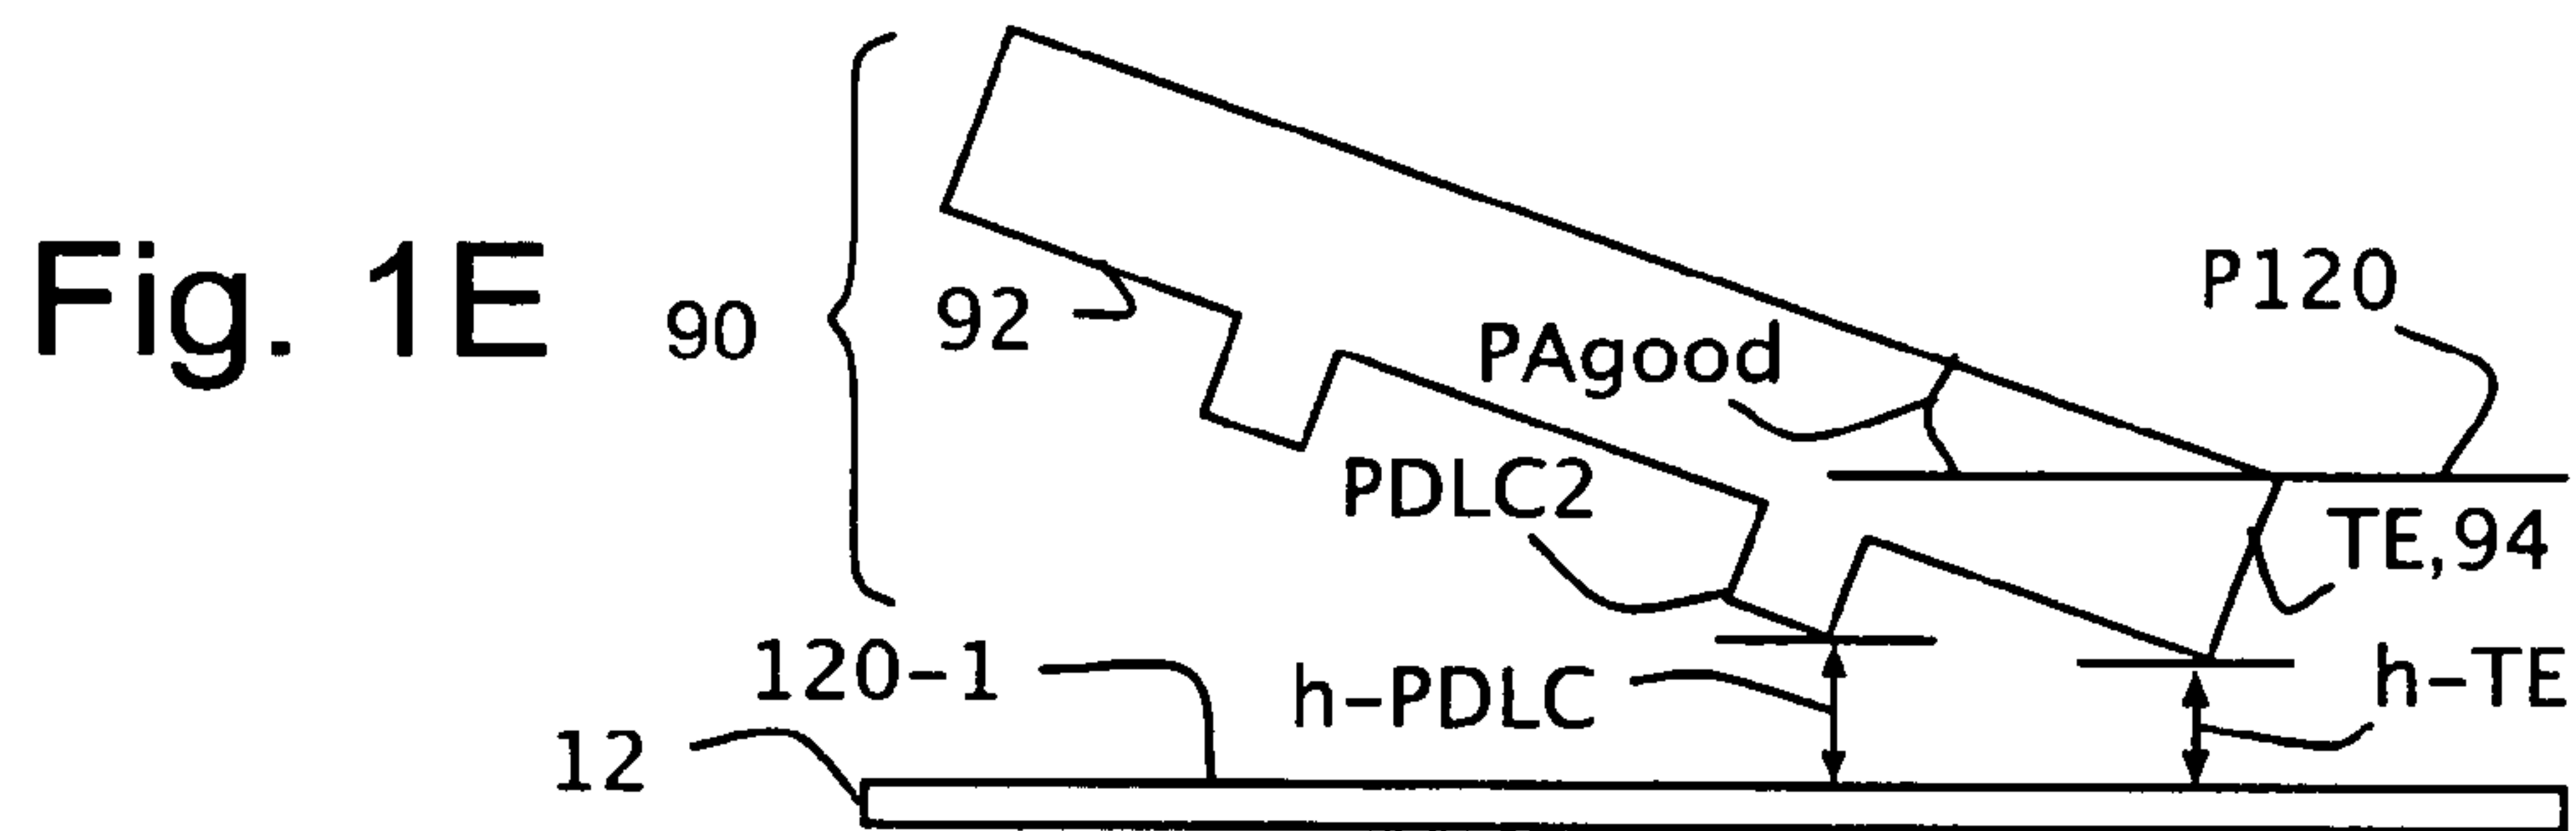 Fig. 1E
90
92
PAgood
P120
PDLC2
TE,94
120-1
h-PDLC
h-TE
12